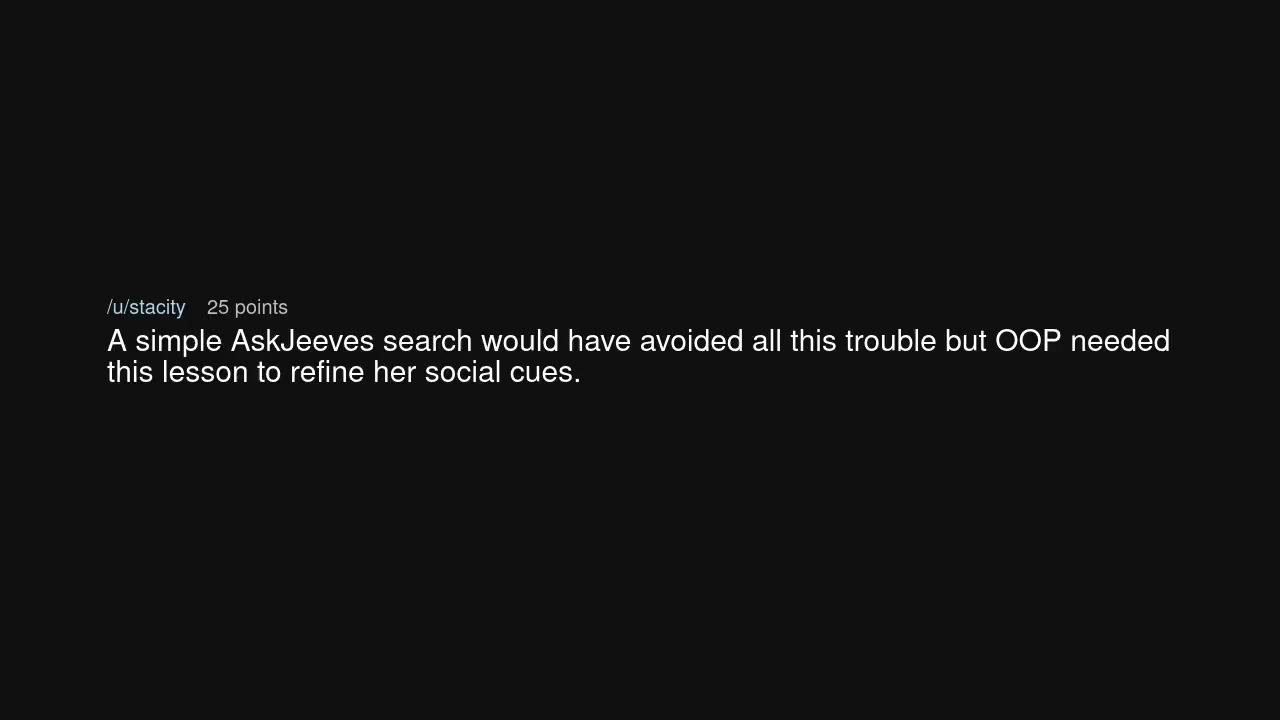 /u/stacity 25 points
A simple AskJeeves search would have avoided all this trouble but OOP needed
this lesson to refine her social cues.